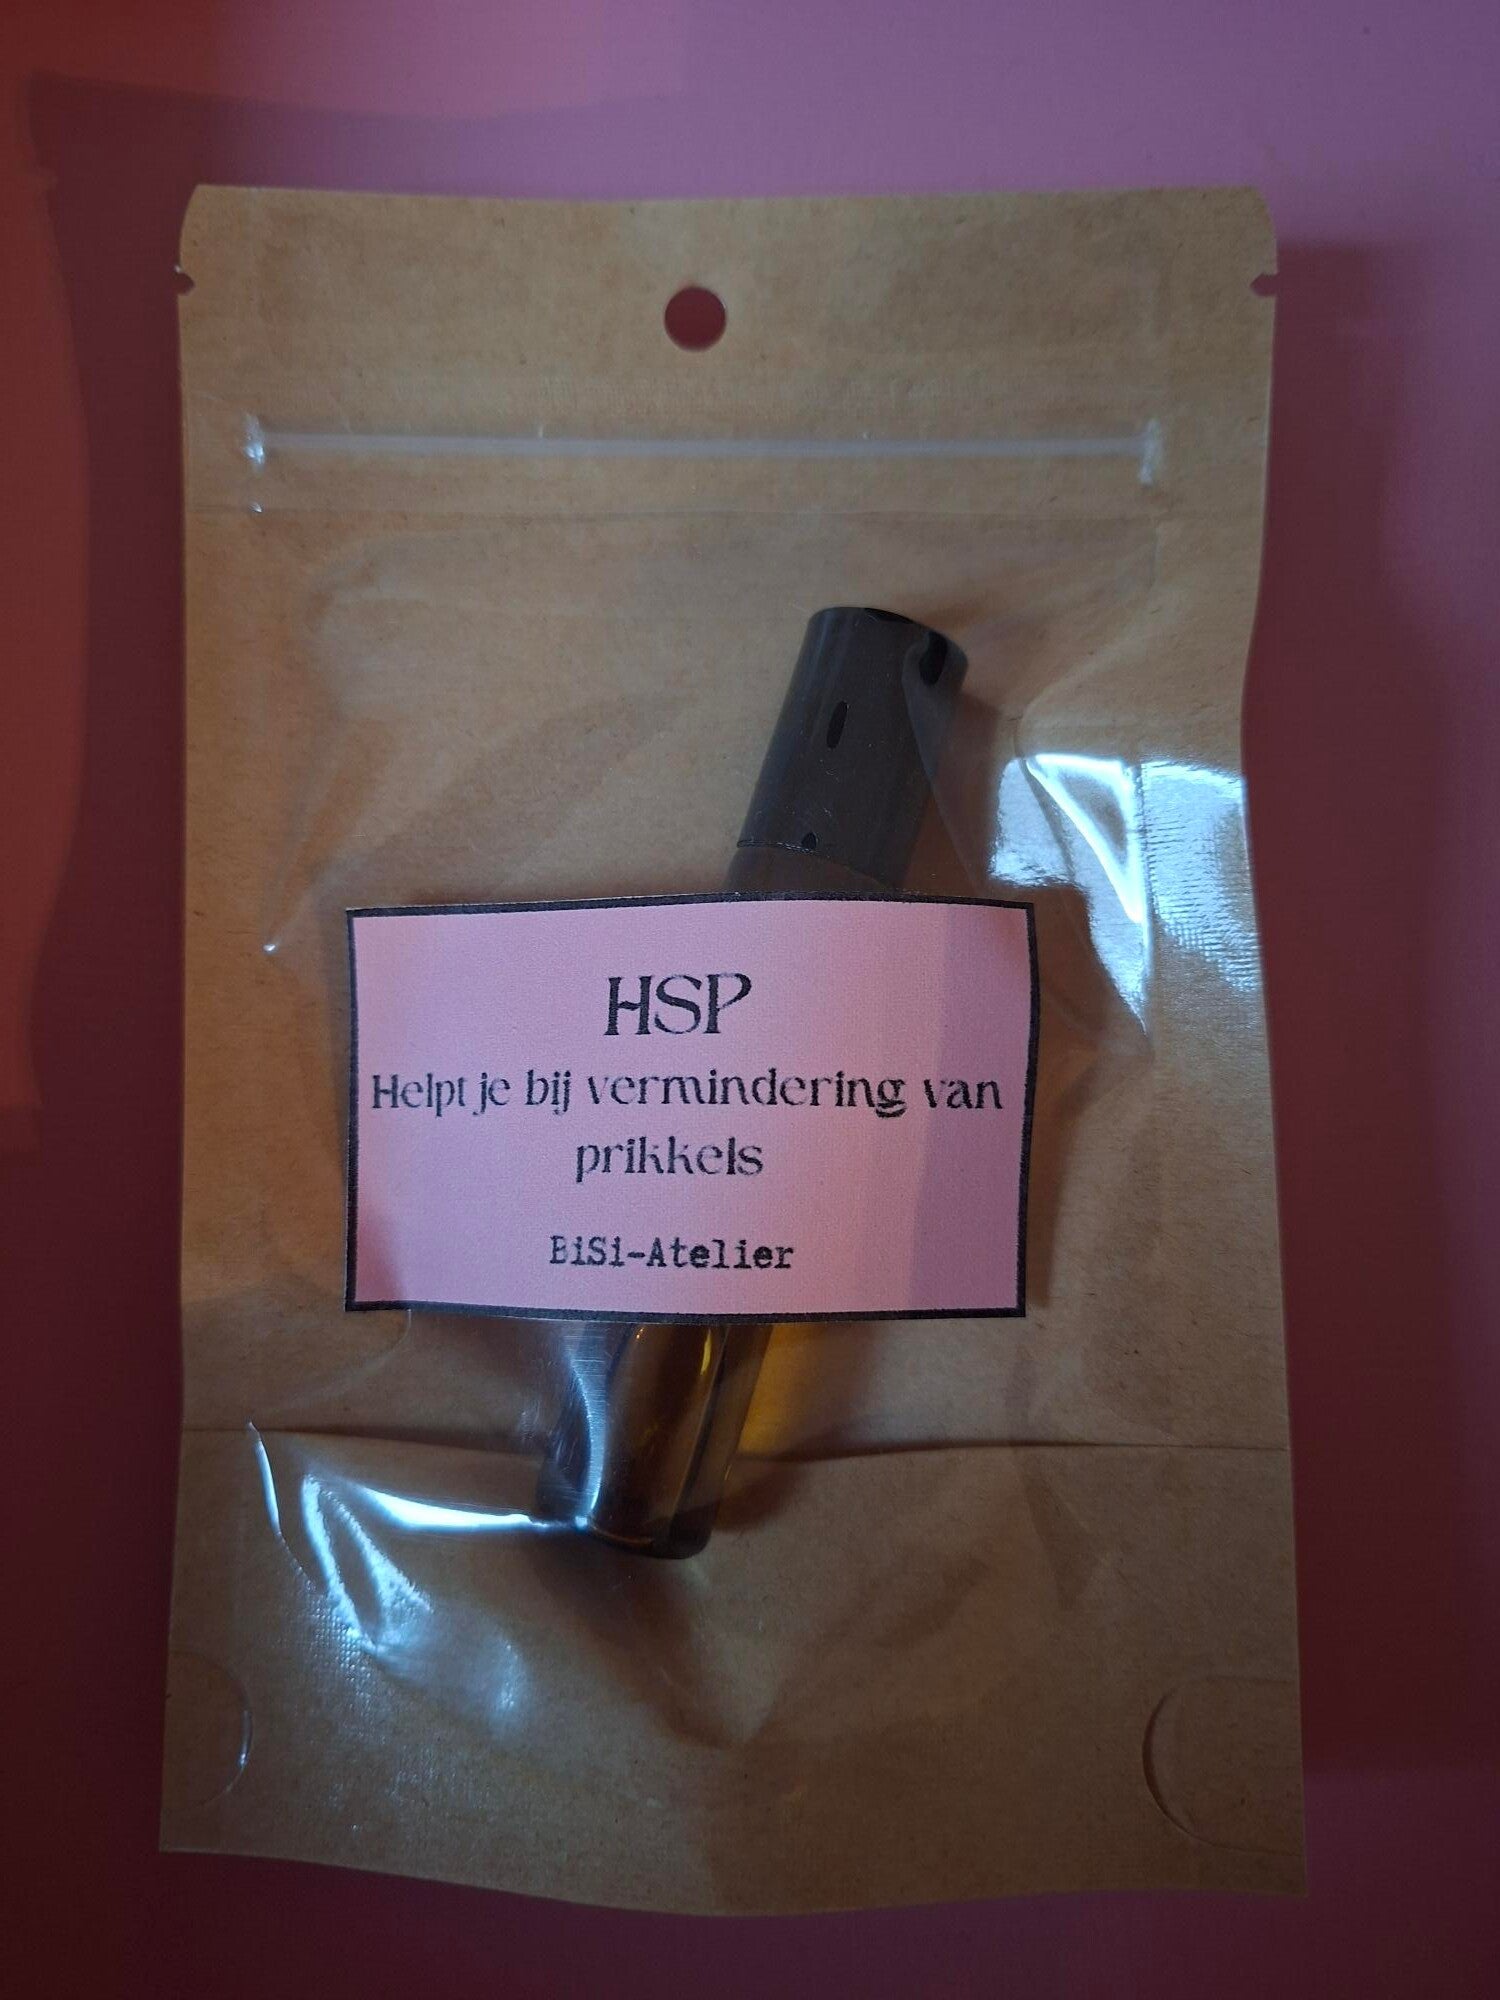 HSP
Helpt je bij vermindering van
prikkels
BiSi-Atelier